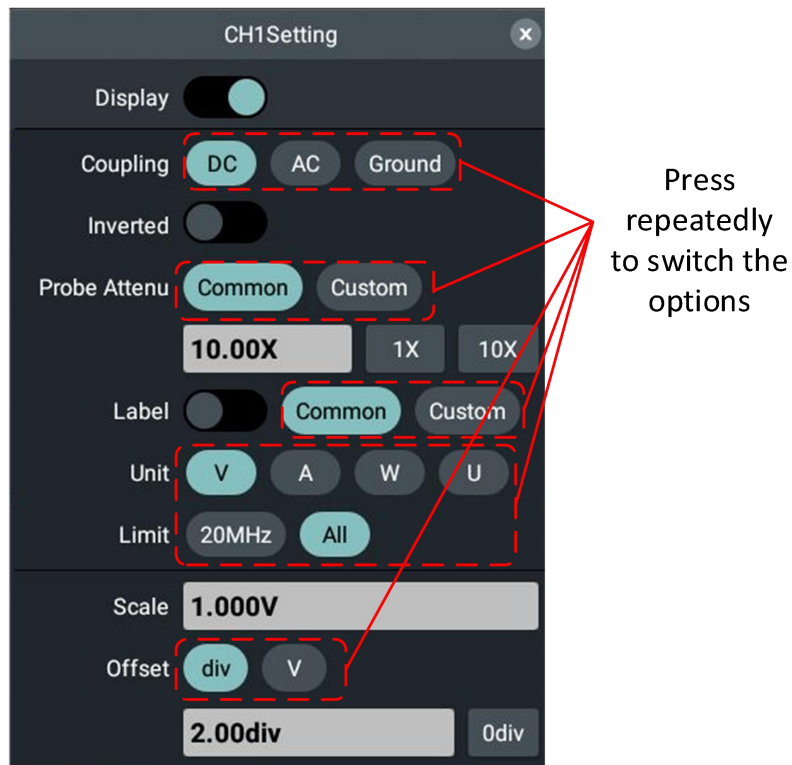 CH1Setting x
Display
Coupling DC AC Ground
Inverted
Probe Attenu Common Custom
10.00X 1X 10X
Label Common Custom
Unit V A W U
Limit 20MHz All
Scale 1.000V
Offset div V
2.00div 0div
Press
repeatedly
to switch the
options